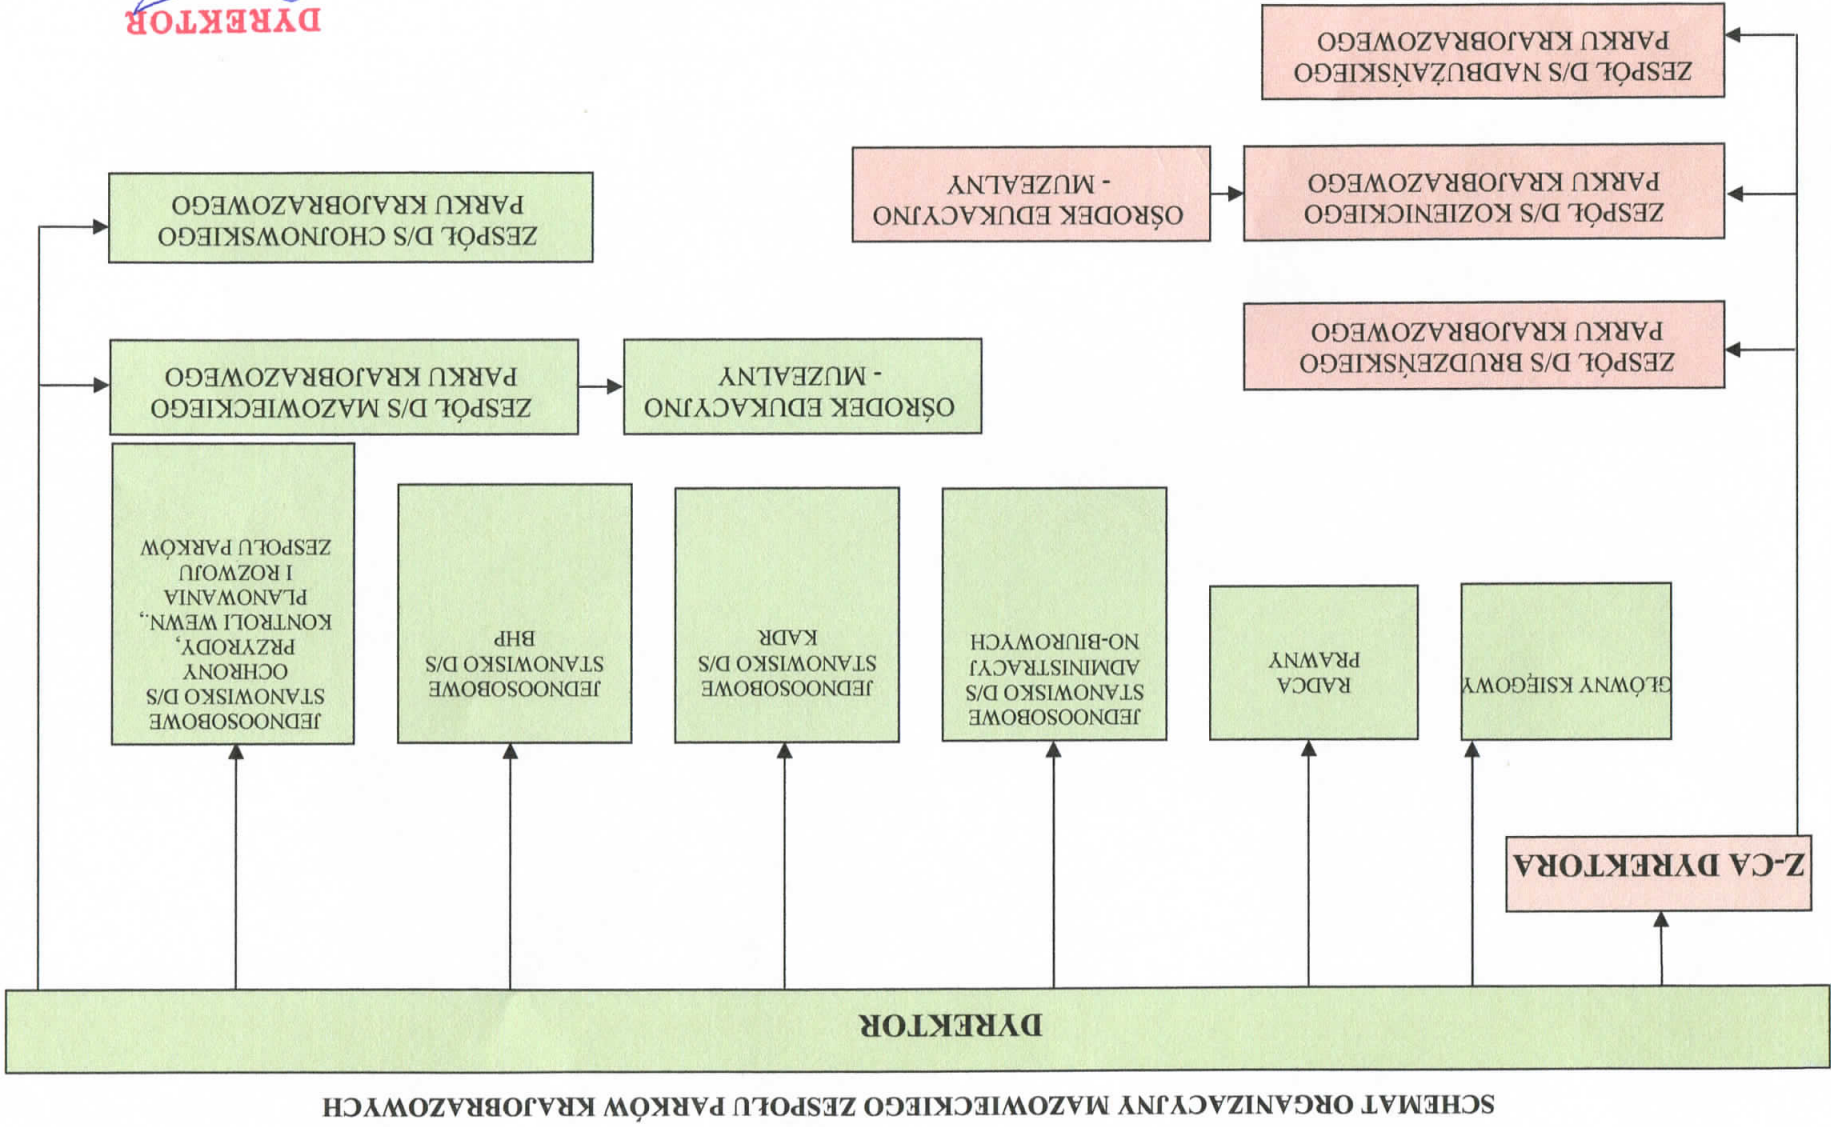 SCHEMAT ORGANIZACYJNY MAZOWIECKIEGO ZESPOŁU PARKÓW KRAJOBRAZOWYCH
DYREKTOR
Z-CA DYREKTORA
GŁÓWNY KSIĘGOWY
RADCA
PRAWNY
JEDNOOSOBOWE
STANOWISKO D/S
ADMINISTRACYJ
NO-BIUROWYCH
JEDNOOSOBOWE
STANOWISKO D/S
KADR
JEDNOOSOBOWE
STANOWISKO D/S
BHP
JEDNOOSOBOWE
STANOWISKO D/S
OCHRONY
PRZYRODY,
KONTROLI WEWN.,
PLANOWANIA
I ROZWOJU
ZESPOŁU PARKÓW
ZESPÓŁ D/S BRUDZEŃSKIEGO
PARKU KRAJOBRAZOWEGO
OŚRODEK EDUKACYJNO
- MUZEALNY
ZESPÓŁ D/S MAZOWIECKIEGO
PARKU KRAJOBRAZOWEGO
ZESPÓŁ D/S KOZIENICKIEGO
PARKU KRAJOBRAZOWEGO
OŚRODEK EDUKACYJNO
- MUZEALNY
ZESPÓŁ D/S CHOJNOWSKIEGO
PARKU KRAJOBRAZOWEGO
ZESPÓŁ D/S NADBUŻAŃSKIEGO
PARKU KRAJOBRAZOWEGO
DYREKTOR